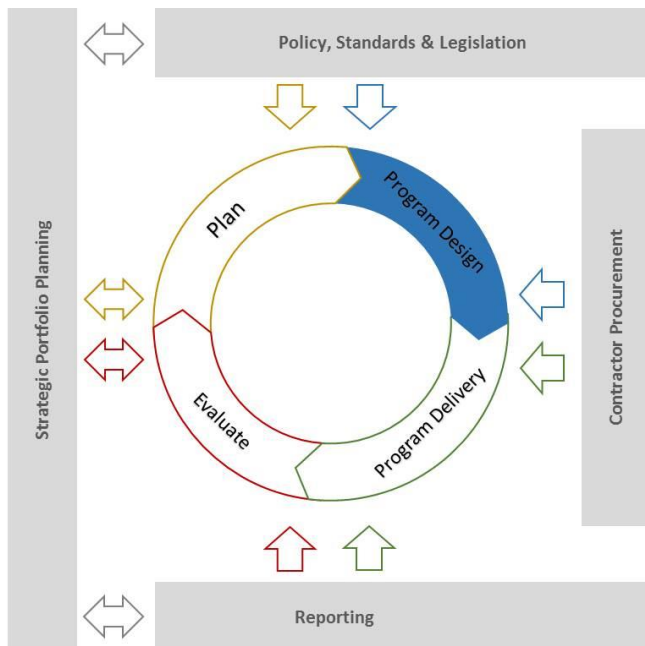 Policy, Standards & Legislation
Strategic Portfolio Planning
Plan
Program Design
Contractor Procurement
Evaluate
Program Delivery
Reporting